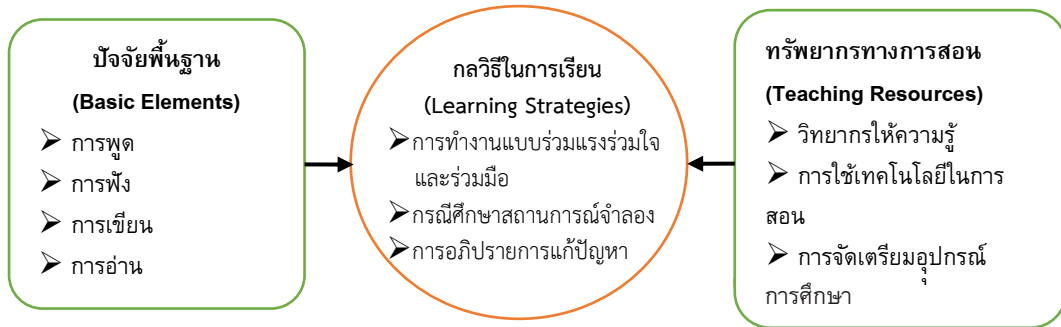 ปัจจัยพื้นฐาน
(Basic Elements)
➢ การพูด
➢ การฟัง
➢ การเขียน
➢ การอ่าน
กลวิธีในการเรียน
(Learning Strategies)
➢การทำงานแบบร่วมแรงร่วมใจ
และร่วมมือ
➢กรณีศึกษาสถานการณ์จำลอง
➢การอภิปรายการแก้ปัญหา
ทรัพยากรทางการสอน
(Teaching Resources)
➢ วิทยากรให้ความรู้
➢ การใช้เทคโนโลยีในการ
สอน
➢ การจัดเตรียมอุุปกรณ์
การศึกษา